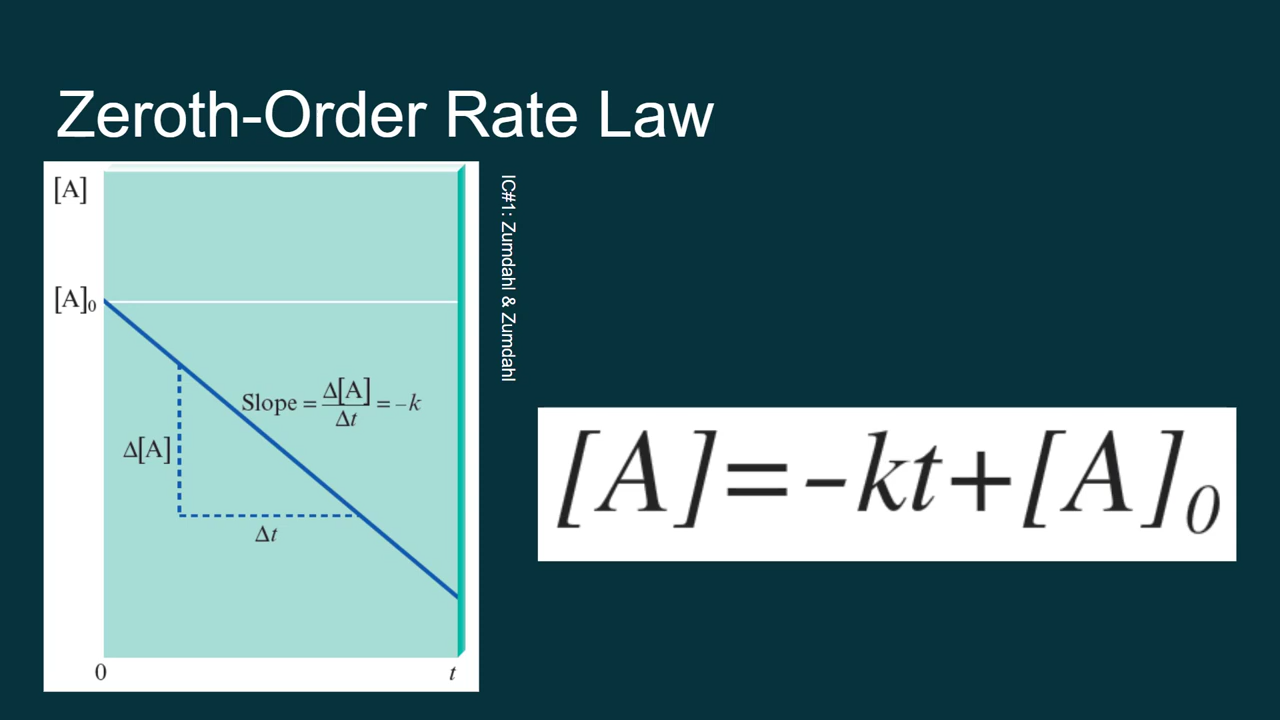 Zeroth-Order Rate Law
[A]
[A]₀
Slope = Δ[A]/Δt = –k
Δ[A]
Δt
0
t
IC#1: Zumdahl & Zumdahl
[A]=–kt+[A]₀